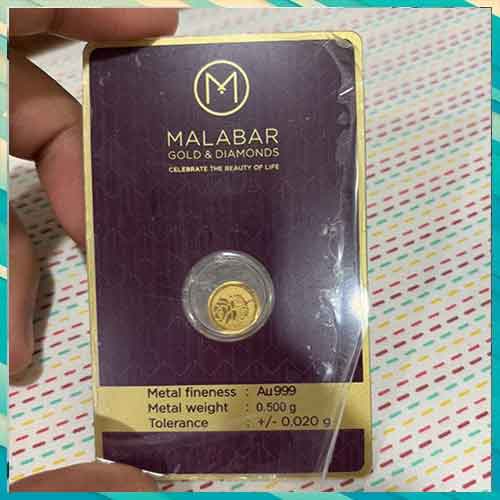 M
MALABAR
GOLD & DIAMONDS
CELEBRATE THE BEAUTY OF LIFE
Metal fineness : Au999
Metal weight : 0.500 g
Tolerance : +/- 0.020 g